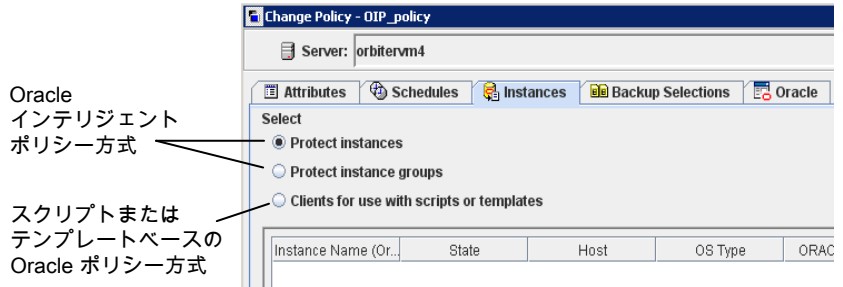 Change Policy - OIP_policy
Server: orbitervm4
Attributes Schedules Instances Backup Selections Oracle
Select
Protect instances
Protect instance groups
Clients for use with scripts or templates
Instance Name (Or... State Host OS Type ORAC
Oracle
インテリジェント
ポリシー方式
スクリプトまたは
テンプレートベースの
Oracle ポリシー方式